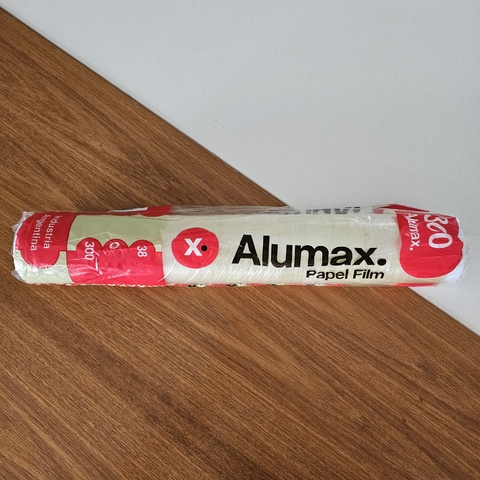 Industria
Argentina
300
38
X.
Alumax.
Papel Film
300
Alumax.